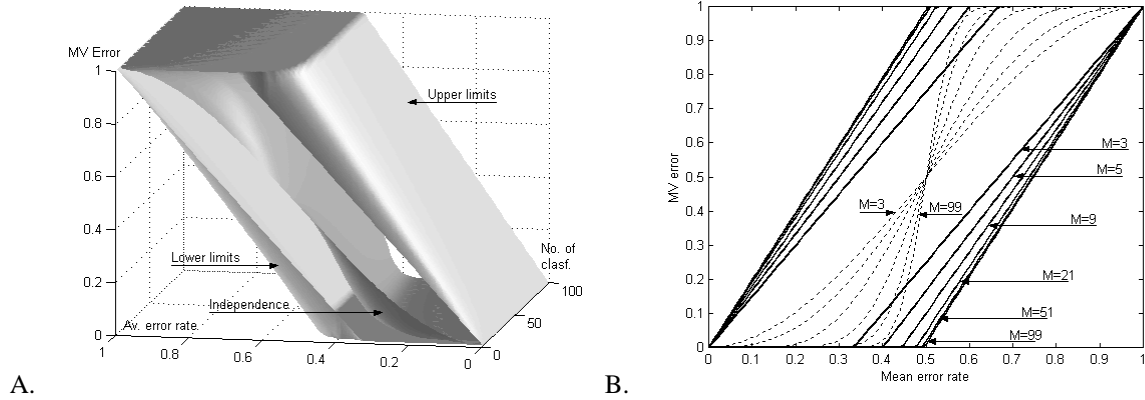 MV Error
1
0.8
0.6
0.4
0.2
0
Upper limits
Lower limits
Independence
No. of
clasf.
100
50
0
Av. error rate.
1
0.8
0.6
0.4
0.2
0
A.
MV error
1
0.9
0.8
0.7
0.6
0.5
0.4
0.3
0.2
0.1
0
M=3
M=5
M=3
M=99
M=9
M=21
M=51
M=99
0 0.1 0.2 0.3 0.4 0.5 0.6 0.7 0.8 0.9 1
Mean error rate
B.